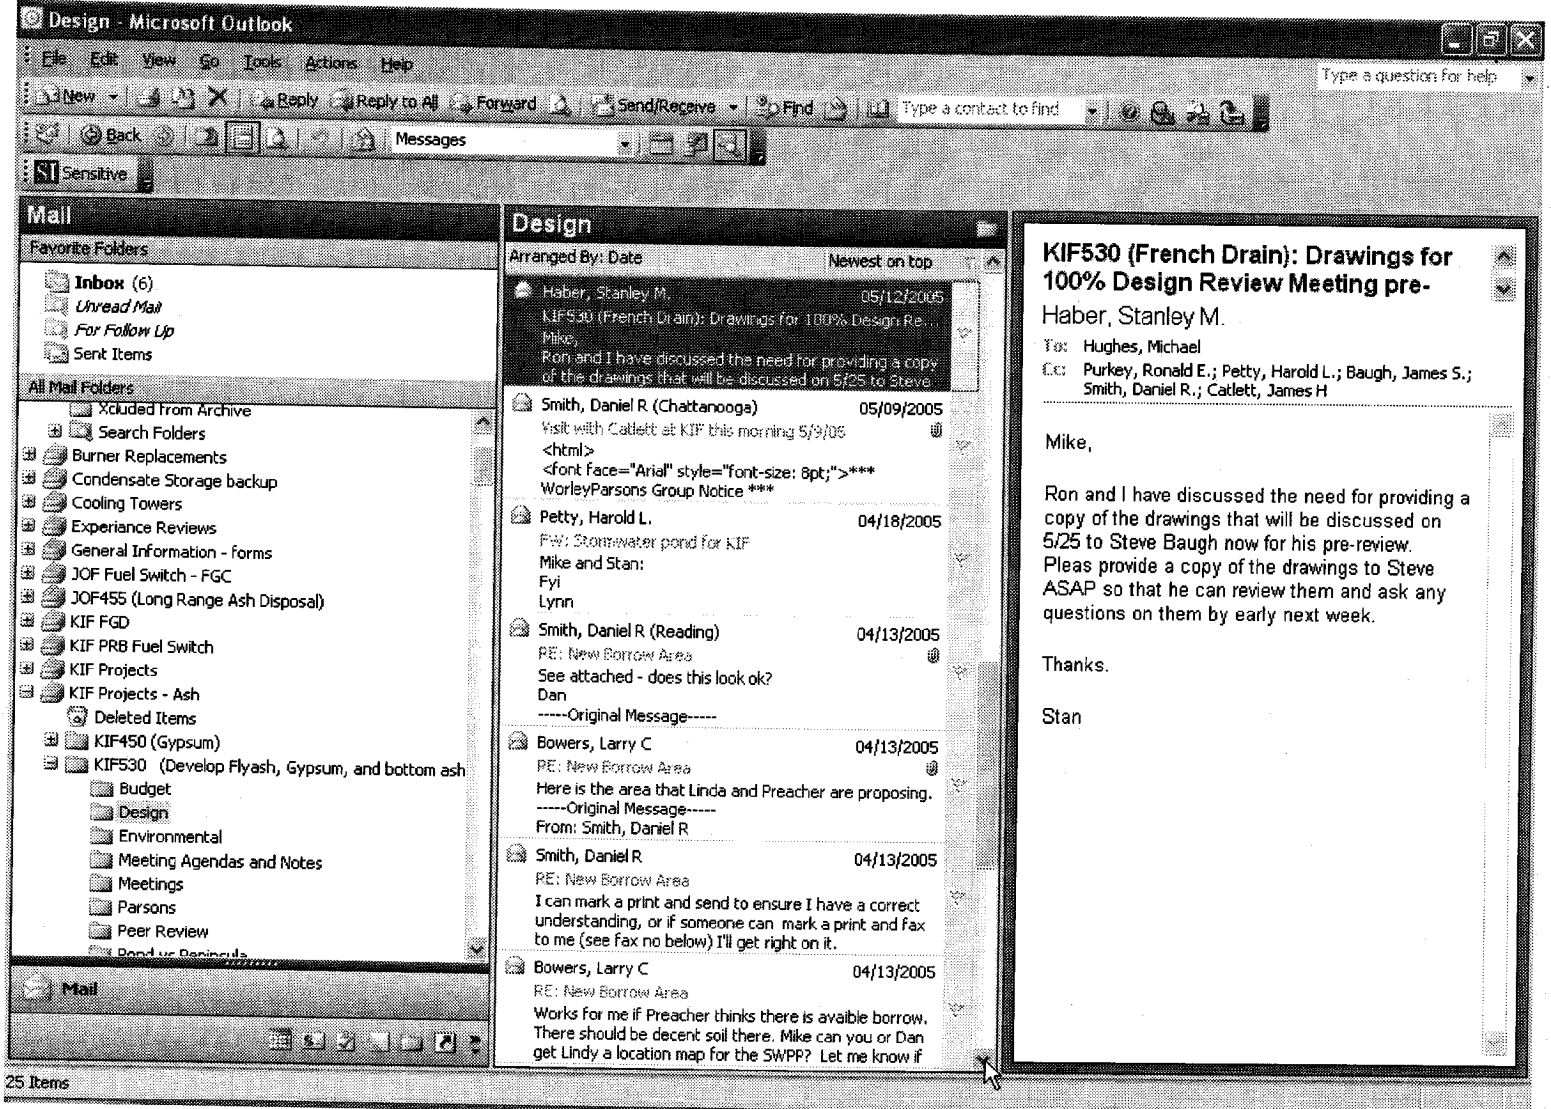 Design - Microsoft Outlook
File Edit View Go Tools Actions Help
Type a question for help
New Reply Reply to All Forward Send/Receive Find Type a contact to find
Back Messages
SI Sensitive
Mail
Favorite Folders
Inbox (6)
Unread Mail
For Follow Up
Sent Items
All Mail Folders
Xcluded from Archive
Search Folders
Burner Replacements
Condensate Storage backup
Cooling Towers
Experiance Reviews
General Information - forms
JOF Fuel Switch - FGC
JOF455 (Long Range Ash Disposal)
KIF FGD
KIF PRB Fuel Switch
KIF Projects
KIF Projects - Ash
Deleted Items
KIF450 (Gypsum)
KIF530 (Develop Flyash, Gypsum, and bottom ash
Budget
Design
Environmental
Meeting Agendas and Notes
Meetings
Parsons
Peer Review
Pond vs Peninsula
Mail
25 Items
Design
Arranged By: Date Newest on top
Haber, Stanley M. 05/12/2005
KIF530 (French Drain): Drawings for 100% Design Re...
Mike,
Ron and I have discussed the need for providing a copy
of the drawings that will be discussed on 5/25 to Steve
Smith, Daniel R (Chattanooga) 05/09/2005
Visit with Catlett at KIF this morning 5/9/05
<html>
<font face="Arial" style="font-size: 8pt;">***
WorleyParsons Group Notice ***
Petty, Harold L. 04/18/2005
FW: Stormwater pond for KIF
Mike and Stan:
Fyi
Lynn
Smith, Daniel R (Reading) 04/13/2005
RE: New Borrow Area
See attached - does this look ok?
Dan
-----Original Message-----
Bowers, Larry C 04/13/2005
RE: New Borrow Area
Here is the area that Linda and Preacher are proposing.
-----Original Message-----
From: Smith, Daniel R
Smith, Daniel R 04/13/2005
RE: New Borrow Area
I can mark a print and send to ensure I have a correct
understanding, or if someone can mark a print and fax
to me (see fax no below) I'll get right on it.
Bowers, Larry C 04/13/2005
RE: New Borrow Area
Works for me if Preacher thinks there is avaible borrow.
There should be decent soil there. Mike can you or Dan
get Lindy a location map for the SWPP? Let me know if
KIF530 (French Drain): Drawings for
100% Design Review Meeting pre-
Haber, Stanley M.
To: Hughes, Michael
Cc: Purkey, Ronald E.; Petty, Harold L.; Baugh, James S.;
Smith, Daniel R.; Catlett, James H
Mike,
Ron and I have discussed the need for providing a
copy of the drawings that will be discussed on
5/25 to Steve Baugh now for his pre-review.
Pleas provide a copy of the drawings to Steve
ASAP so that he can review them and ask any
questions on them by early next week.
Thanks.
Stan